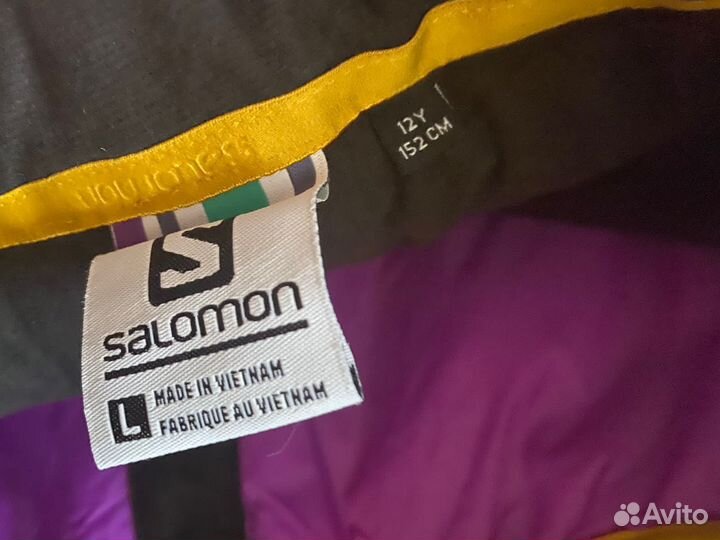 12Y
152 CM
S
SALOMON
L
MADE IN VIETNAM
FABRIQUE AU VIETNAM
Avito